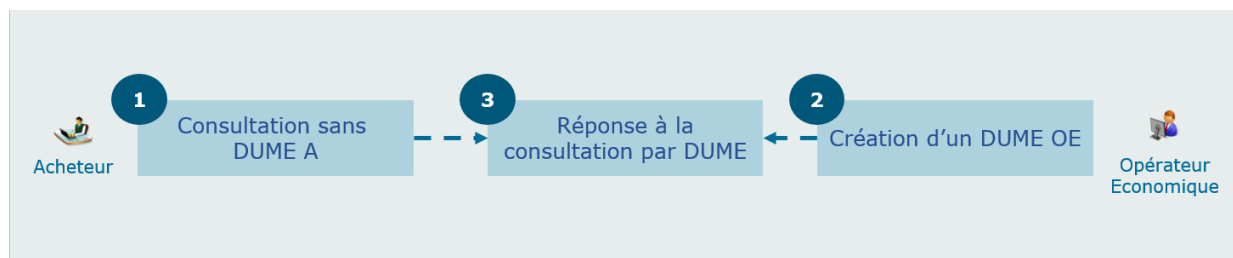 Acheteur
1
Consultation sans
DUME A
3
Réponse à la
consultation par DUME
2
Création d’un DUME OE
Opérateur
Economique